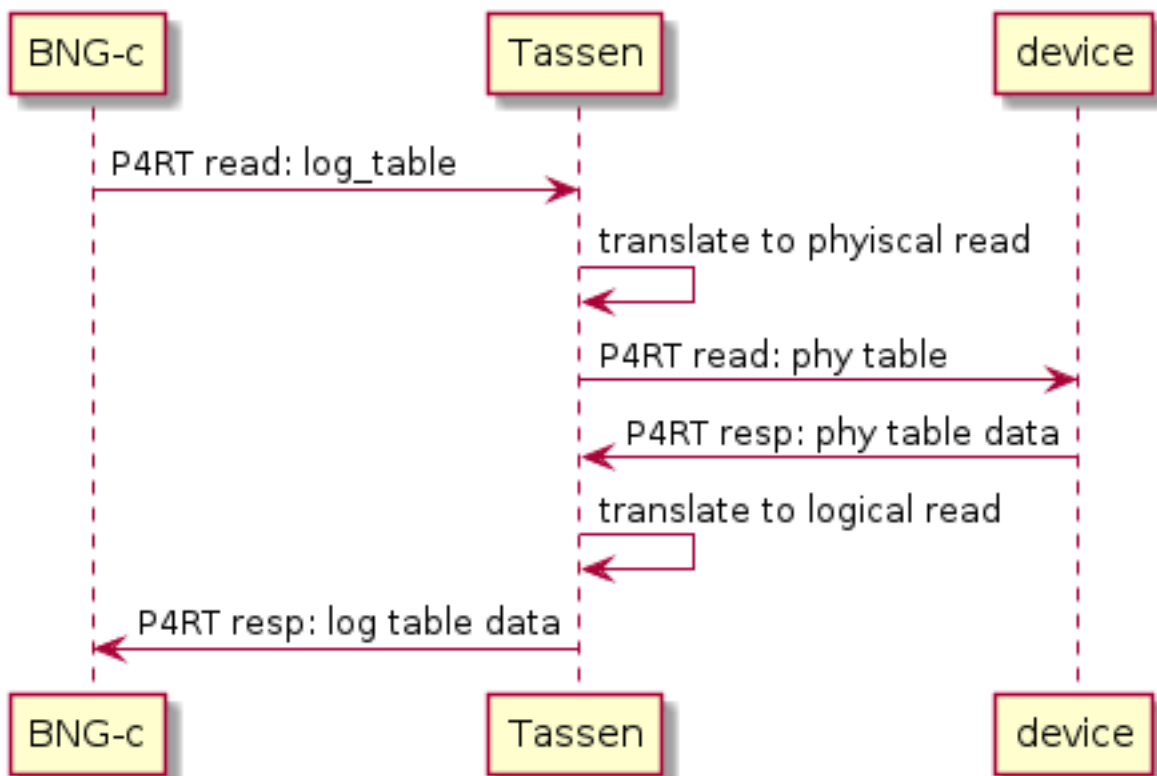 BNG-c
Tassen
device
P4RT read: log_table
translate to phyiscal read
P4RT read: phy table
P4RT resp: phy table data
translate to logical read
P4RT resp: log table data
BNG-c
Tassen
device